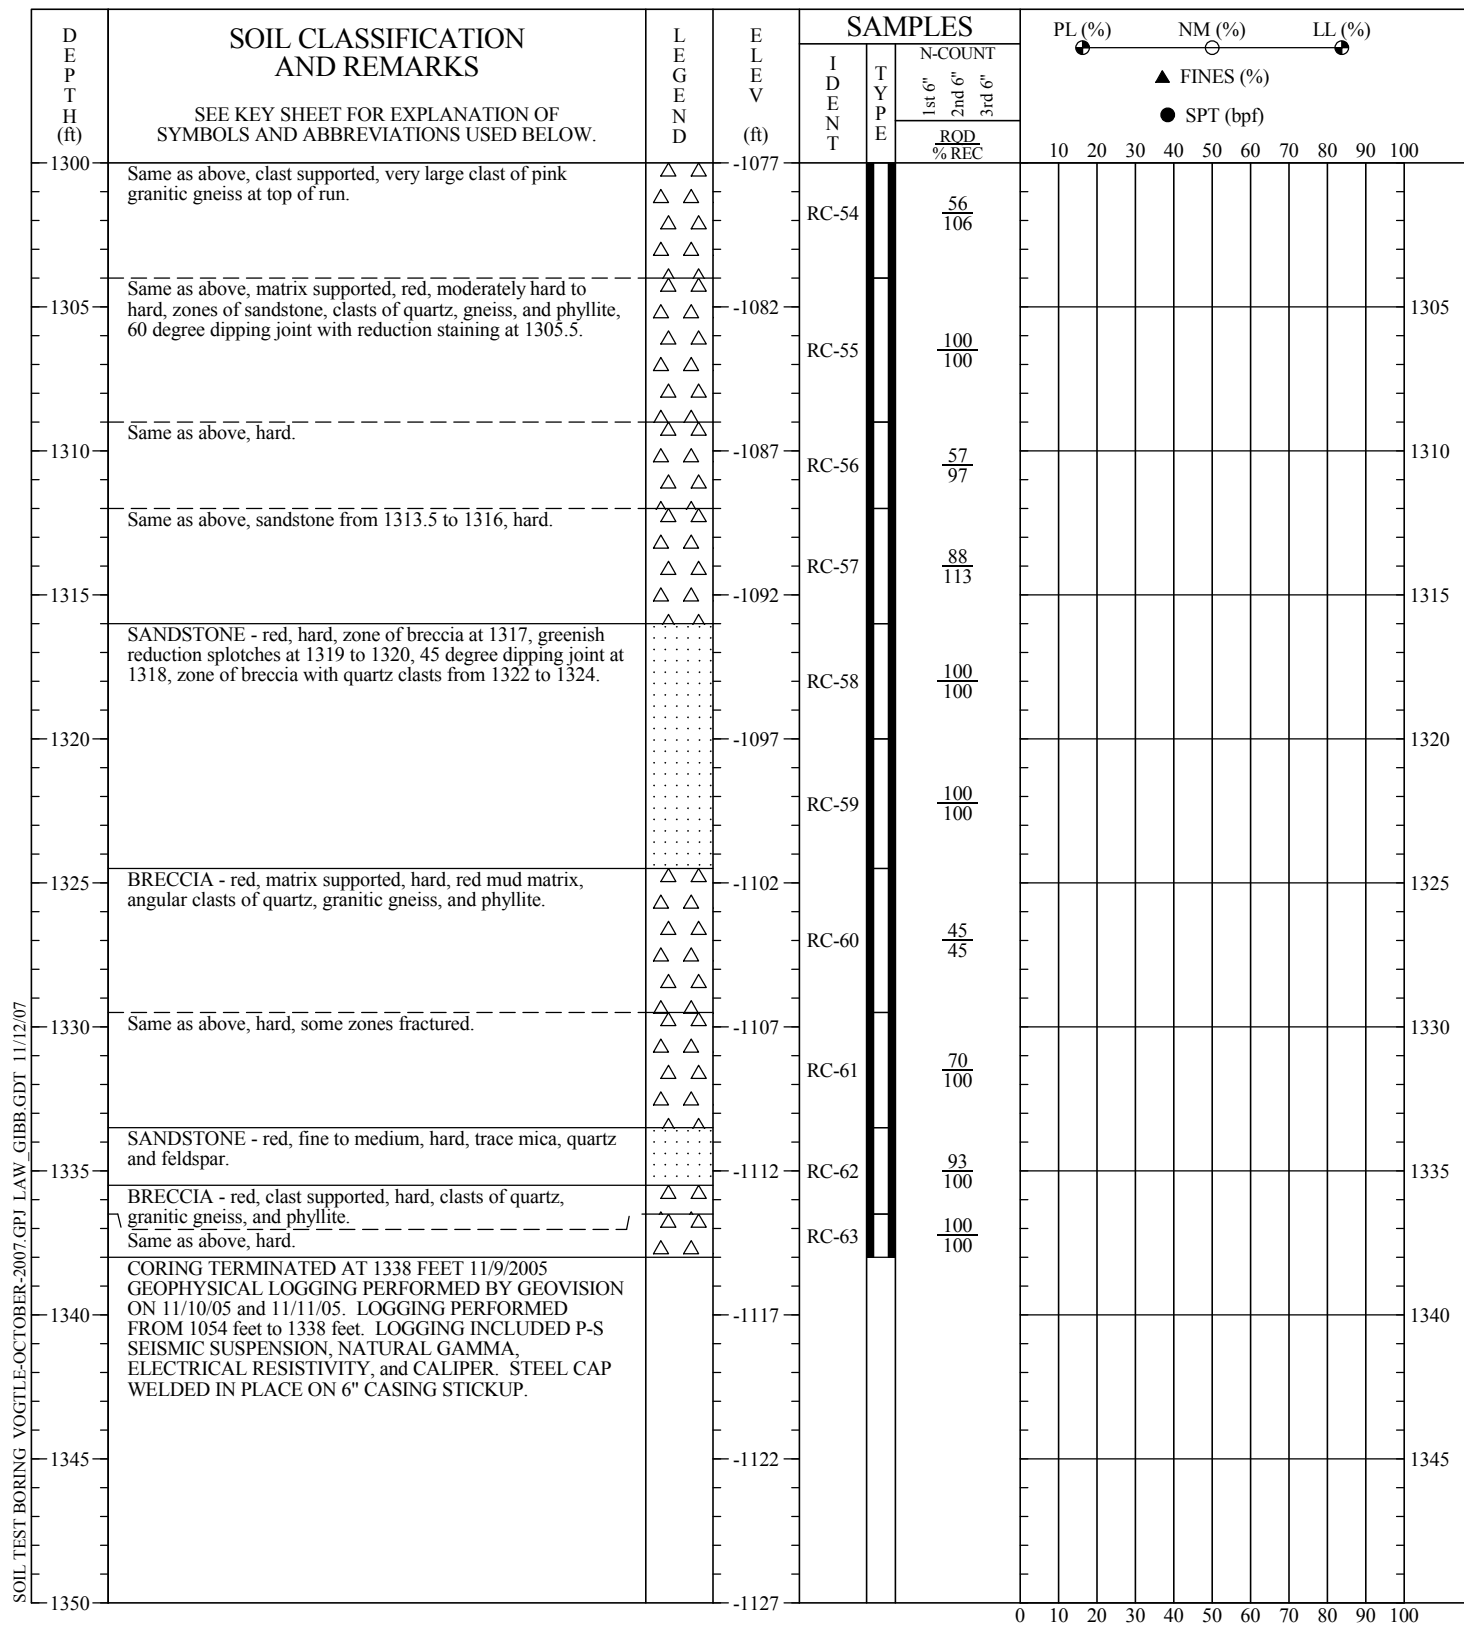 DEPTH (ft)
SOIL CLASSIFICATION
AND REMARKS
SEE KEY SHEET FOR EXPLANATION OF
SYMBOLS AND ABBREVIATIONS USED BELOW.
LEGEND
ELEV (ft)
SAMPLES
IDENT
TYPE
N-COUNT
1st 6"
2nd 6"
3rd 6"
RQD
% REC
PL (%) NM (%) LL (%)
▲ FINES (%)
● SPT (bpf)
10 20 30 40 50 60 70 80 90 100
1300
Same as above, clast supported, very large clast of pink
granitic gneiss at top of run.
-1077
RC-54
56
106
Same as above, matrix supported, red, moderately hard to
hard, zones of sandstone, clasts of quartz, gneiss, and phyllite,
60 degree dipping joint with reduction staining at 1305.5.
1305
-1082
1305
RC-55
100
100
Same as above, hard.
1310
-1087
1310
RC-56
57
97
Same as above, sandstone from 1313.5 to 1316, hard.
RC-57
88
113
1315
-1092
1315
SANDSTONE - red, hard, zone of breccia at 1317, greenish
reduction splotches at 1319 to 1320, 45 degree dipping joint at
1318, zone of breccia with quartz clasts from 1322 to 1324.
RC-58
100
100
1320
-1097
1320
RC-59
100
100
1325
BRECCIA - red, matrix supported, hard, red mud matrix,
angular clasts of quartz, granitic gneiss, and phyllite.
-1102
1325
RC-60
45
45
1330
Same as above, hard, some zones fractured.
-1107
1330
RC-61
70
100
SANDSTONE - red, fine to medium, hard, trace mica, quartz
and feldspar.
1335
-1112
RC-62
93
100
1335
BRECCIA - red, clast supported, hard, clasts of quartz,
granitic gneiss, and phyllite.
Same as above, hard.
RC-63
100
100
CORING TERMINATED AT 1338 FEET 11/9/2005
GEOPHYSICAL LOGGING PERFORMED BY GEOVISION
ON 11/10/05 and 11/11/05. LOGGING PERFORMED
FROM 1054 feet to 1338 feet. LOGGING INCLUDED P-S
SEISMIC SUSPENSION, NATURAL GAMMA,
ELECTRICAL RESISTIVITY, and CALIPER. STEEL CAP
WELDED IN PLACE ON 6" CASING STICKUP.
1340
-1117
1340
1345
-1122
1345
1350
-1127
0 10 20 30 40 50 60 70 80 90 100
SOIL TEST BORING VOGTLE-OCTOBER-2007.GPJ LAW_GIBB.GDT 11/12/07